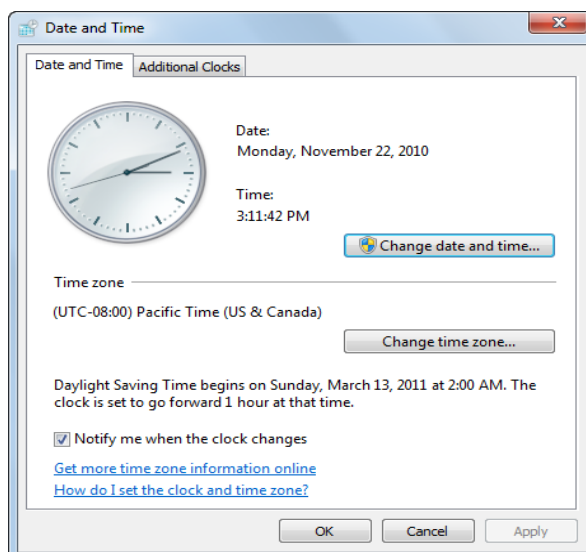 Date and Time
Date and Time
Additional Clocks
Date:
Monday, November 22, 2010
Time:
3:11:42 PM
Change date and time...
Time zone
(UTC-08:00) Pacific Time (US & Canada)
Change time zone...
Daylight Saving Time begins on Sunday, March 13, 2011 at 2:00 AM. The
clock is set to go forward 1 hour at that time.
Notify me when the clock changes
Get more time zone information online
How do I set the clock and time zone?
OK
Cancel
Apply